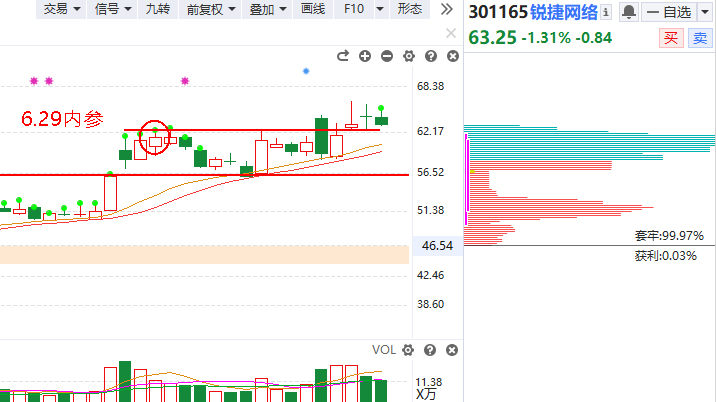 交易 信号 九转 前复权 叠加 画线 F10 形态
301165 锐捷网络 自选
63.25 -1.31% -0.84 买 卖
68.38
6.29内参
62.17
56.52
51.38
46.54
套牢:99.97%
获利:0.03%
42.46
38.60
VOL
11.38
X万